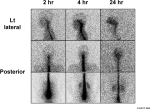 2 hr 4 hr 24 hr
Lt
lateral
Posterior